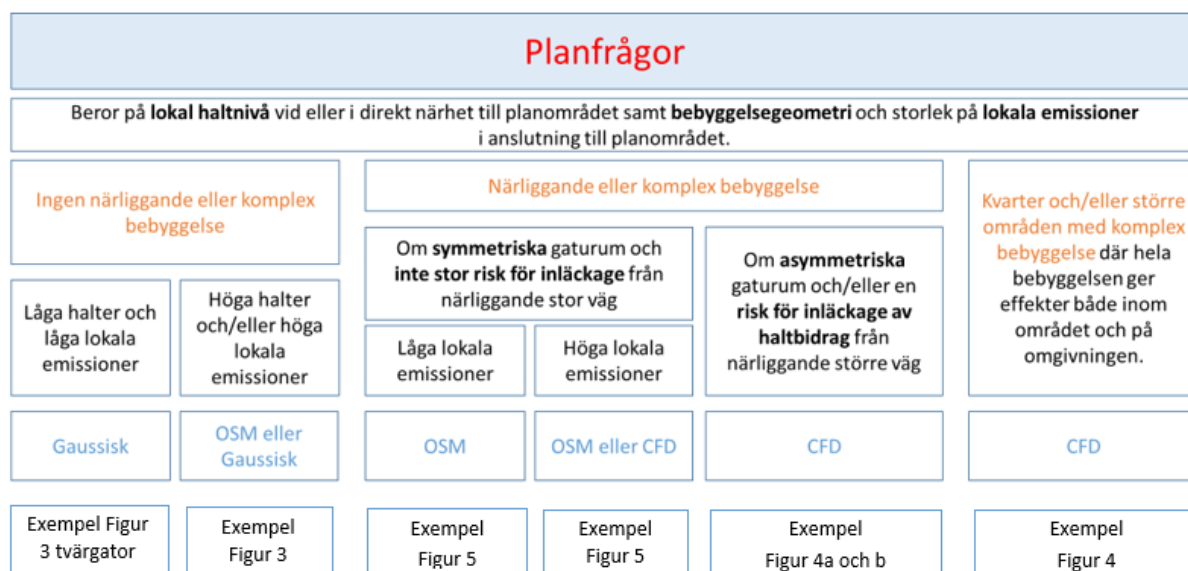 Planfrågor
Beror på lokal haltnivå vid eller i direkt närhet till planområdet samt bebyggelsegeometri och storlek på lokala emissioner
i anslutning till planområdet.
Ingen närliggande eller komplex
bebyggelse
Låga halter och
låga lokala
emissioner
Höga halter
och/eller höga
lokala
emissioner
Närliggande eller komplex bebyggelse
Om symmetriska gaturum och
inte stor risk för inläckage från
närliggande stor väg
Låga lokala
emissioner
Höga lokala
emissioner
Om asymmetriska
gaturum och/eller en
risk för inläckage av
haltbidrag från
närliggande större väg
Kvarter och/eller större
områden med komplex
bebyggelse där hela
bebyggelsen ger
effekter både inom
området och på
omgivningen.
Gaussisk
OSM eller
Gaussisk
OSM
OSM eller CFD
CFD
CFD
Exempel Figur
3 tvärgator
Exempel
Figur 3
Exempel
Figur 5
Exempel
Figur 5
Exempel
Figur 4a och b
Exempel
Figur 4